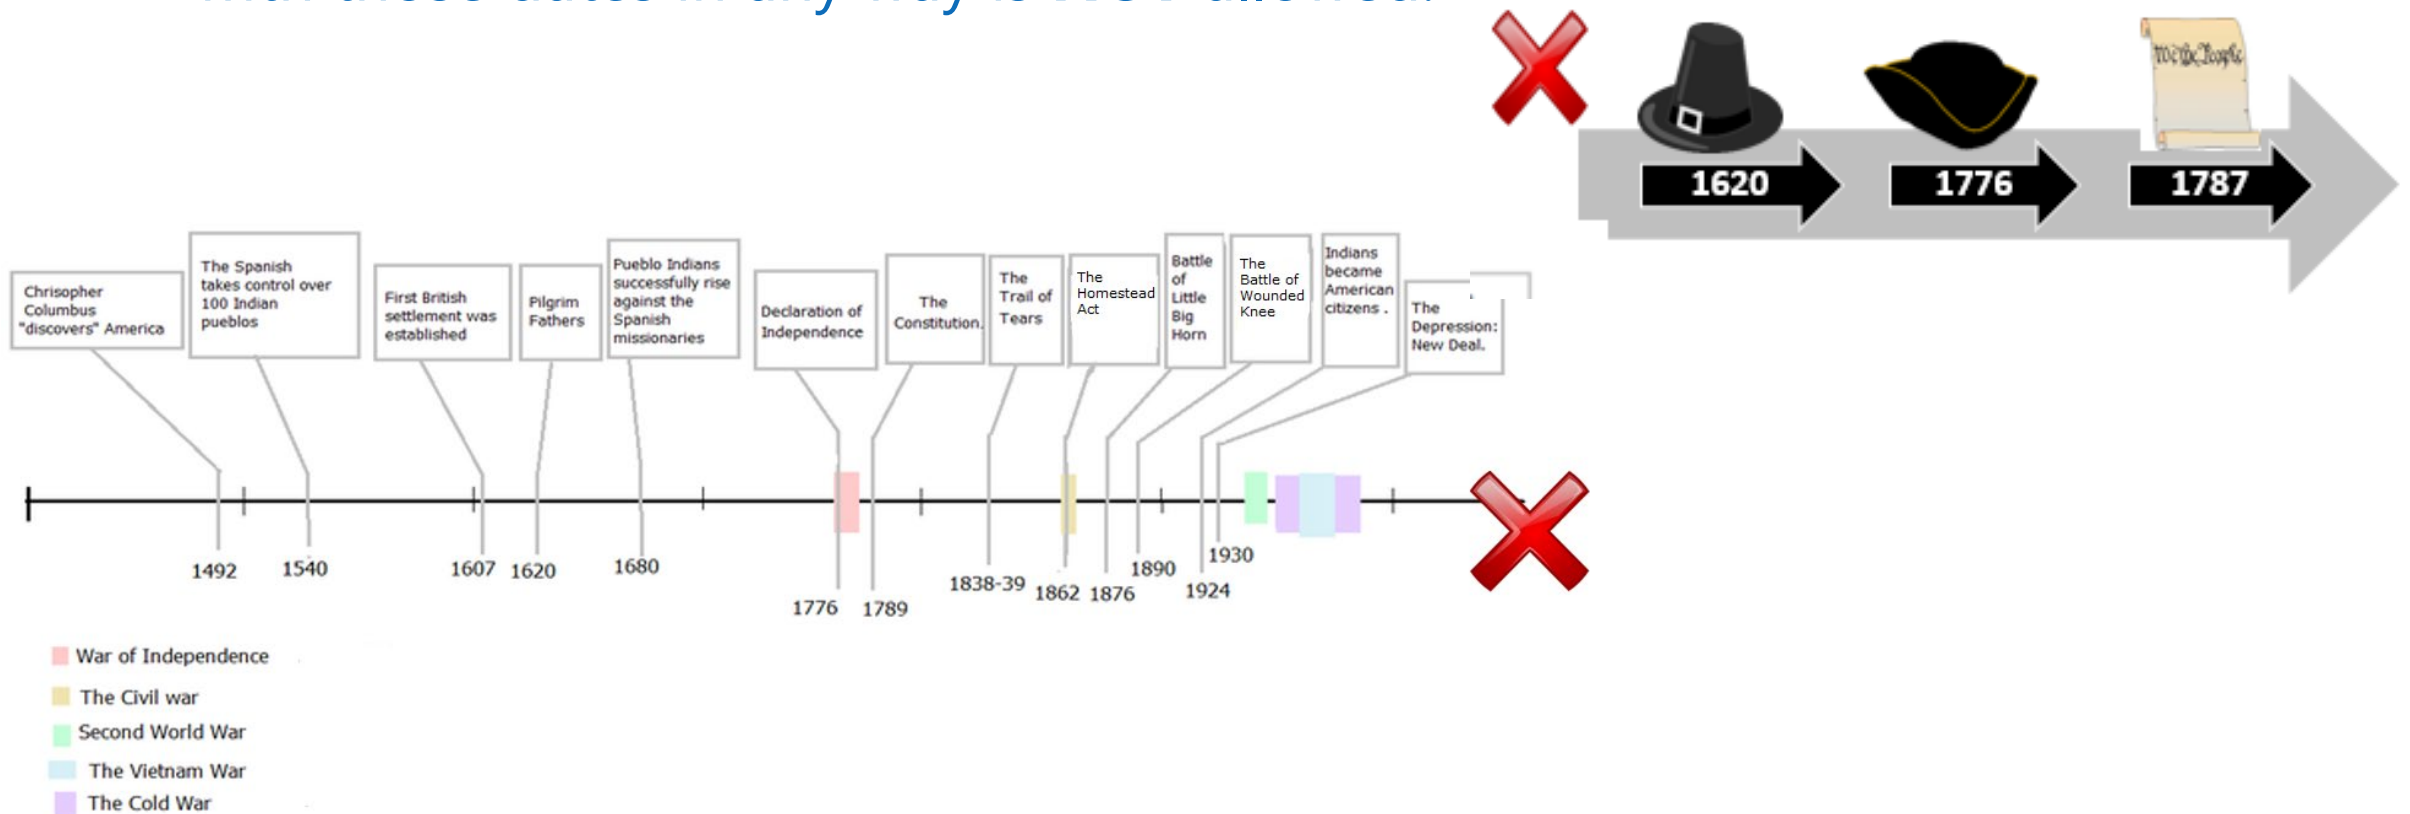 1620
1776
1787
We the People
Chrisopher
Columbus
"discovers" America
The Spanish
takes control over
100 Indian
pueblos
First British
settlement was
established
Pilgrim
Fathers
Pueblo Indians
successfully rise
against the
Spanish
missionaries
Declaration of
Independence
The
Constitution.
The
Trail of
Tears
The
Homestead
Act
Battle
of
Little
Big
Horn
The
Battle of
Wounded
Knee
Indians
became
American
citizens .
The
Depression:
New Deal.
1492
1540
1607
1620
1680
1776
1789
1838-39
1862
1876
1890
1924
1930
War of Independence
The Civil war
Second World War
The Vietnam War
The Cold War